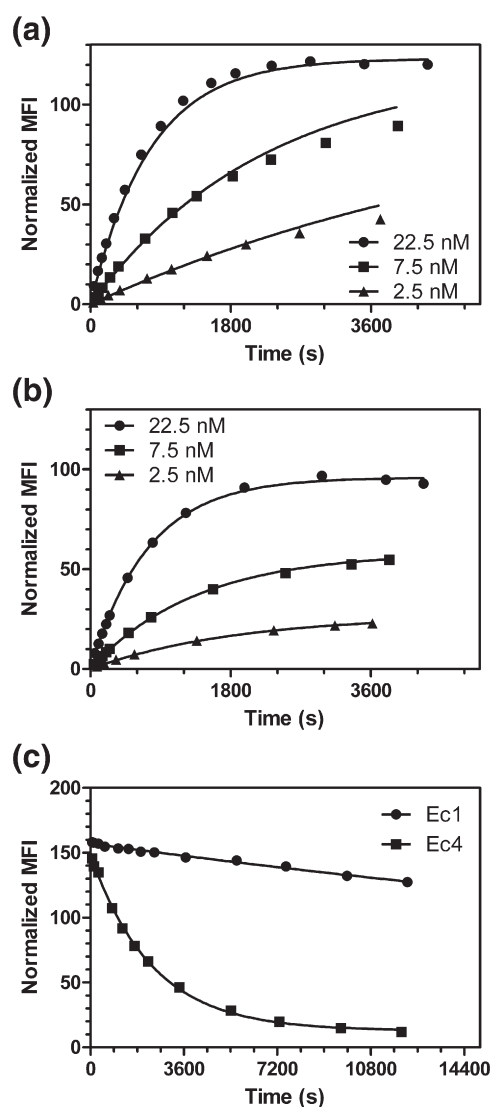 (a)
Normalized MFI
100
50
0
22.5 nM
7.5 nM
2.5 nM
0 1800 3600
Time (s)
(b)
Normalized MFI
100
50
0
22.5 nM
7.5 nM
2.5 nM
0 1800 3600
Time (s)
(c)
Normalized MFI
200
150
100
50
0
Ec1
Ec4
0 3600 7200 10800 14400
Time (s)